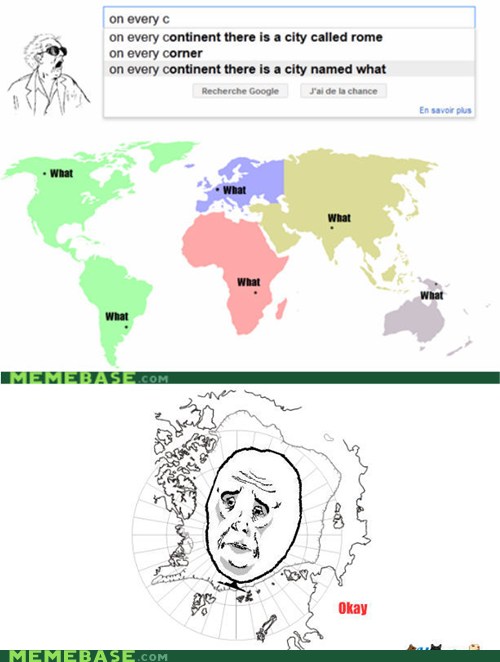 on every c
on every continent there is a city called rome
on every corner
on every continent there is a city named what
Recherche Google
J'ai de la chance
En savoir plus
What
What
What
What
What
What
MEMEBASE.COM
Okay
MEMEBASE.COM